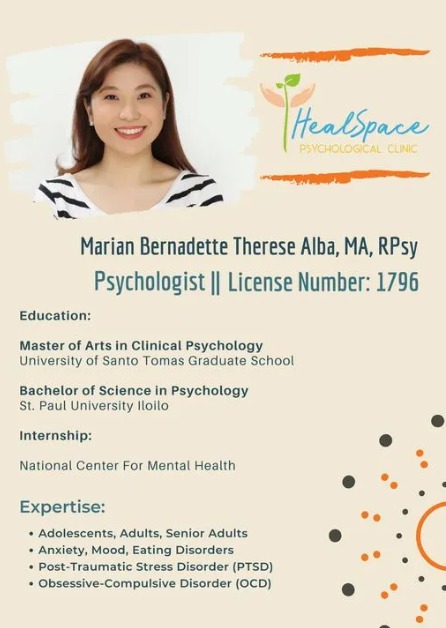 HealSpace
PSYCHOLOGICAL CLINIC
Marian Bernadette Therese Alba, MA, RPsy
Psychologist || License Number: 1796
Education:
Master of Arts in Clinical Psychology
University of Santo Tomas Graduate School
Bachelor of Science in Psychology
St. Paul University Iloilo
Internship:
National Center For Mental Health
Expertise:
• Adolescents, Adults, Senior Adults
• Anxiety, Mood, Eating Disorders
• Post-Traumatic Stress Disorder (PTSD)
• Obsessive-Compulsive Disorder (OCD)